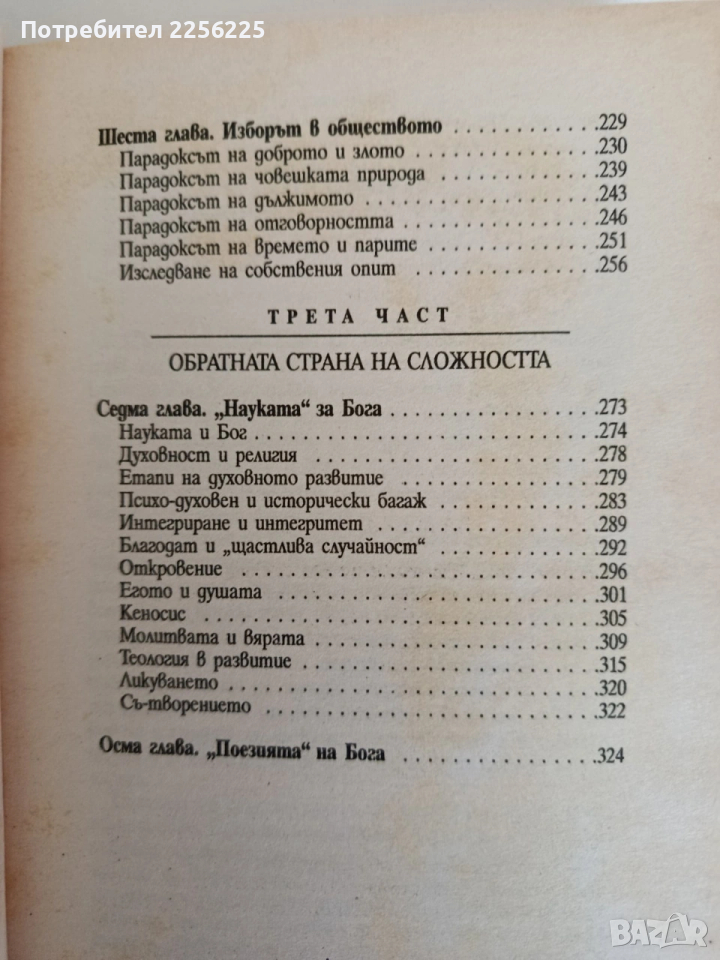 Потребител 2256225
Шеста глава. Изборът в обществото .............229
Парадоксът на доброто и злото .................230
Парадоксът на човешката природа ...............239
Парадоксът на дължимото .......................243
Парадоксът на отговорността ...................246
Парадоксът на времето и парите ................251
Изследване на собствения опит .................256
ТРЕТА ЧАСТ
ОБРАТНАТА СТРАНА НА СЛОЖНОСТТА
Седма глава. „Науката“ за Бога ................273
Науката и Бог .................................274
Духовност и религия ...........................278
Етапи на духовното развитие ...................279
Психо-духовен и исторически багаж .............283
Интегриране и интегритет ......................289
Благодат и „щастлива случайност“ ..............292
Откровение ....................................296
Егото и душата ................................301
Кеносис .......................................305
Молитвата и вярата ............................309
Теология в развитие ...........................315
Ликуването ....................................320
Съ-творението .................................322
Осма глава. „Поезията“ на Бога ................324
BAZAR